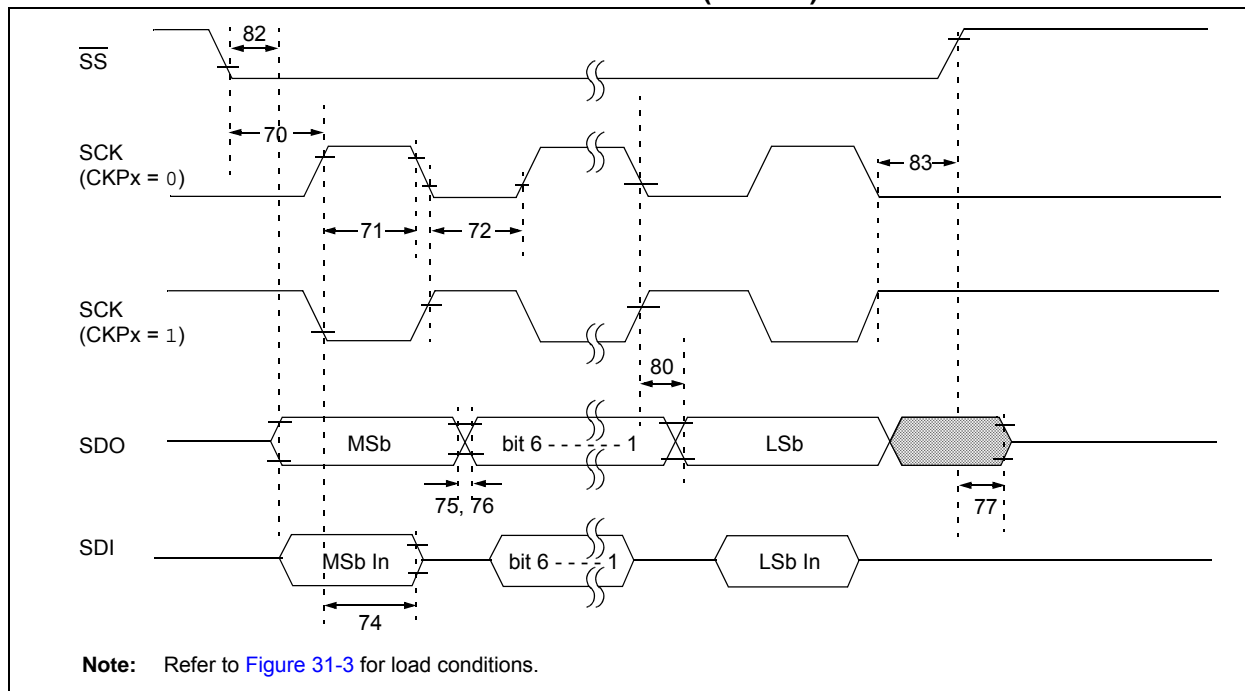 82
SS
70
SCK
(CKPx = 0)
83
71
72
SCK
(CKPx = 1)
80
SDO
MSb
bit 6 - - - - - - 1
LSb
75, 76
77
SDI
MSb In
bit 6 - - - - 1
LSb In
74
Note: Refer to Figure 31-3 for load conditions.